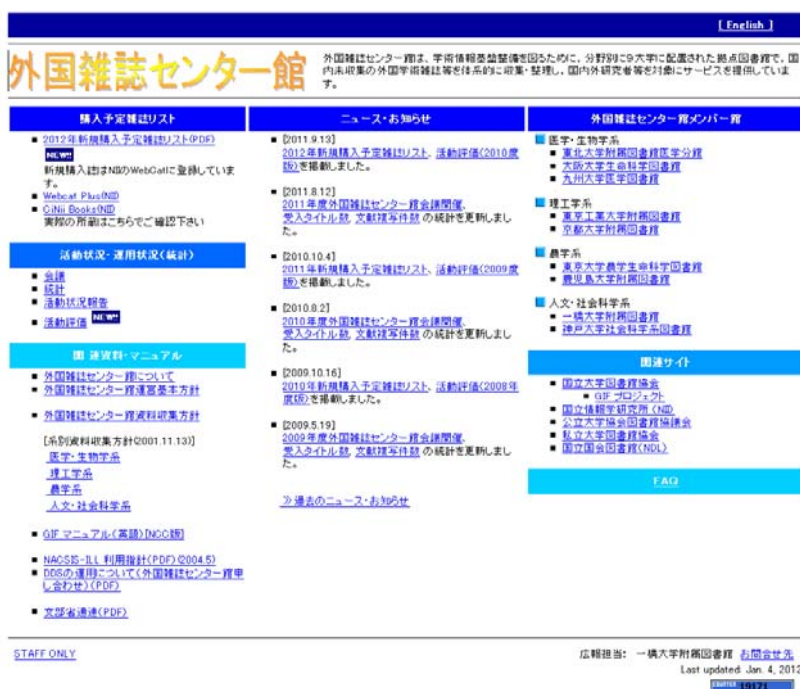 [ English ]
外国雑誌センター館
外国雑誌センター館は、学術情報基盤整備を図るために、分野別に9大学に配置された拠点図書館で、国
内未収集の外国学術雑誌等を体系的に収集・整理し、国内外研究者等を対象にサービスを提供していま
す。
購入予定雑誌リスト
2012年新規購入予定雑誌リスト(PDF)
NEW!!
新規購入誌はNIIのWebCatに登録していま
す。
Webcat Plus(NII)
CiNii Books(NII)
実際の所蔵はこちらでご確認下さい
活動状況・運用状況(統計)
会議
統計
活動状況報告
活動評価 NEW!!
関連資料・マニュアル
外国雑誌センター館について
外国雑誌センター館運営基本方針
外国雑誌センター館資料収集方針
[系別資料収集方針(2001.11.13)]
医学・生物学系
理工学系
農学系
人文・社会科学系
GIF マニュアル(英語)[NCC版]
NACSIS-ILL 利用指針(PDF)(2004.5)
DDSの運用について(外国雑誌センター館申
し合わせ)(PDF)
文部省通達(PDF)
ニュース・お知らせ
[2011.9.13]
2012年新規購入予定雑誌リスト、活動評価(2010年度
版)を掲載しました。
[2011.8.12]
2011年度外国雑誌センター館会議開催、
受入タイトル数, 文献複写件数 の統計を更新しまし
た。
[2010.10.4]
2011年新規購入予定雑誌リスト、活動評価(2009年度
版)を掲載しました。
[2010.8.2]
2010年度外国雑誌センター館会議開催、
受入タイトル数, 文献複写件数 の統計を更新しまし
た。
[2009.10.16]
2010年新規購入予定雑誌リスト、活動評価(2008年
度版)を掲載しました。
[2009.5.19]
2009年度外国雑誌センター館会議開催、
受入タイトル数, 文献複写件数 の統計を更新しまし
た。
≫過去のニュース・お知らせ
外国雑誌センター館メンバー館
医学・生物学系
東北大学附属図書館医学分館
大阪大学生命科学図書館
九州大学医学図書館
理工学系
東京工業大学附属図書館
京都大学附属図書館
農学系
東京大学農学生命科学図書館
鹿児島大学附属図書館
人文・社会科学系
一橋大学附属図書館
神戸大学社会科学系図書館
関連サイト
国立大学図書館協会
GIF プロジェクト
国立情報学研究所 (NII)
公立大学協会図書館協議会
私立大学図書館協会
国立国会図書館(NDL)
FAQ
STAFF ONLY
広報担当: 一橋大学附属図書館 お問合せ先
Last updated: Jan. 4, 2012
COUNTER 19171